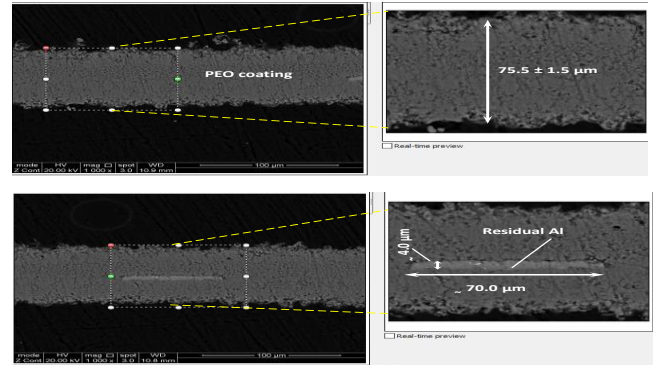 PEO coating
75.5 ± 1.5 µm
Real-time preview
mode HV mag □ spot WD
Z Cont 20.00 kV 1 000 x 3.0 10.9 mm
100 µm
Residual Al
4.0 µm
~ 70.0 µm
Real-time preview
mode HV mag □ spot WD
Z Cont 20.00 kV 1 000 x 3.0 10.8 mm
100 µm